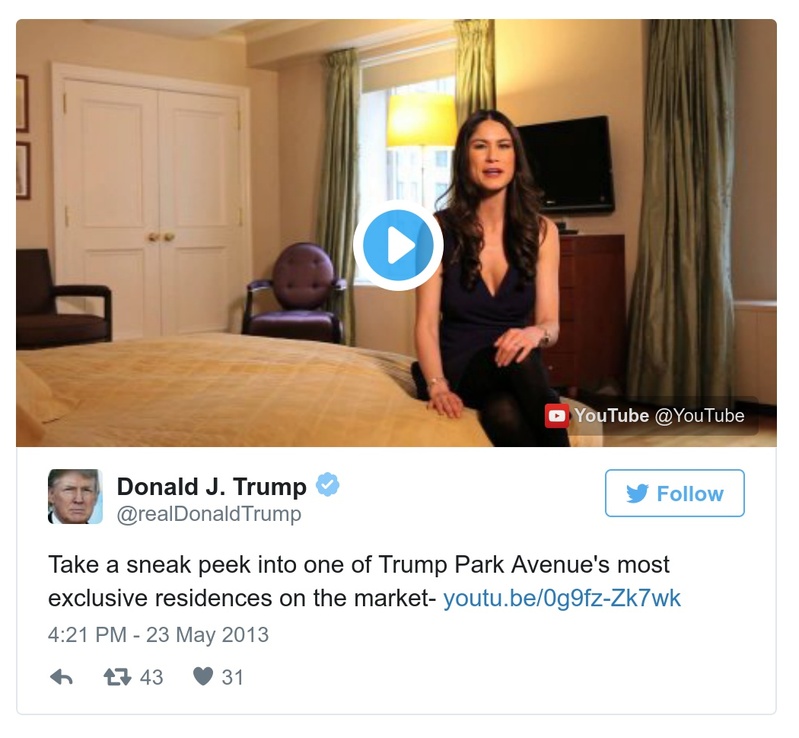 YouTube @YouTube
Donald J. Trump
@realDonaldTrump
Follow
Take a sneak peek into one of Trump Park Avenue's most
exclusive residences on the market- youtu.be/0g9fz-Zk7wk
4:21 PM - 23 May 2013
43 31